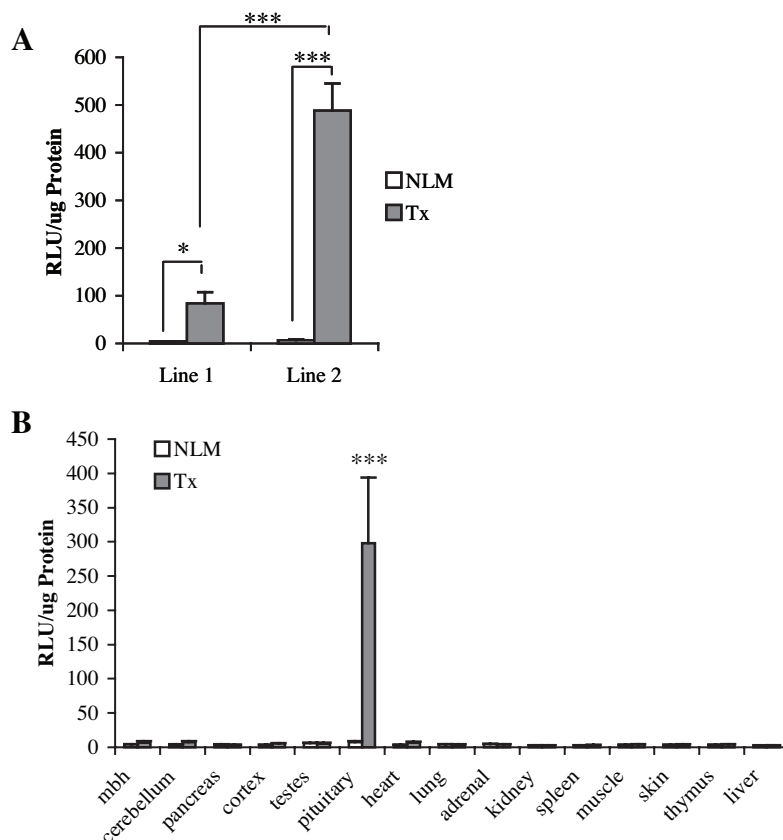 A
***
***
*
RLU/ug Protein
600
500
400
300
200
100
0
NLM
Tx
Line 1
Line 2
B
***
RLU/ug Protein
450
400
350
300
250
200
150
100
50
0
NLM
Tx
mbh
cerebellum
pancreas
cortex
testes
pituitary
heart
lung
adrenal
kidney
spleen
muscle
skin
thymus
liver